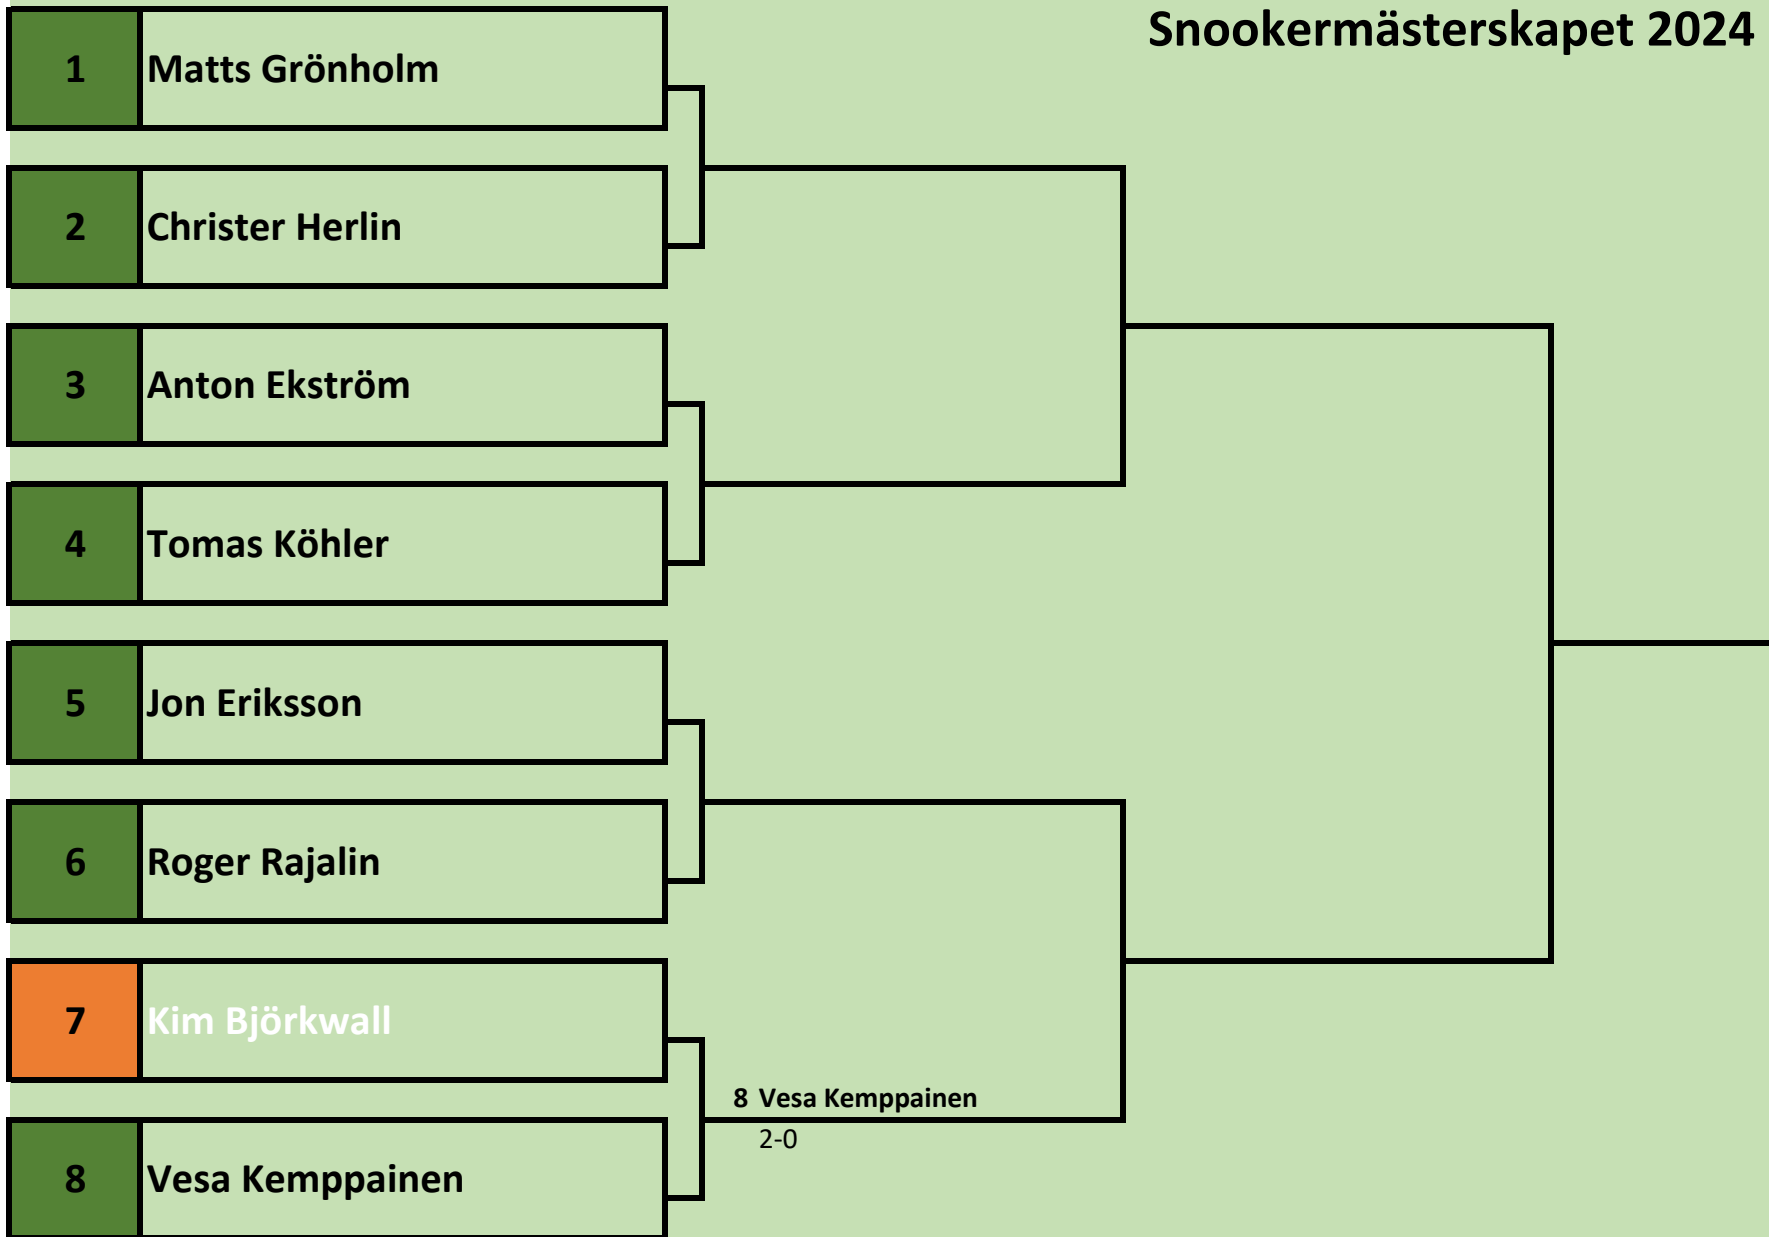 Snookermästerskapet 2024
1 Matts Grönholm
2 Christer Herlin
3 Anton Ekström
4 Tomas Köhler
5 Jon Eriksson
6 Roger Rajalin
7 Kim Björkwall
8 Vesa Kemppainen
2-0
8 Vesa Kemppainen